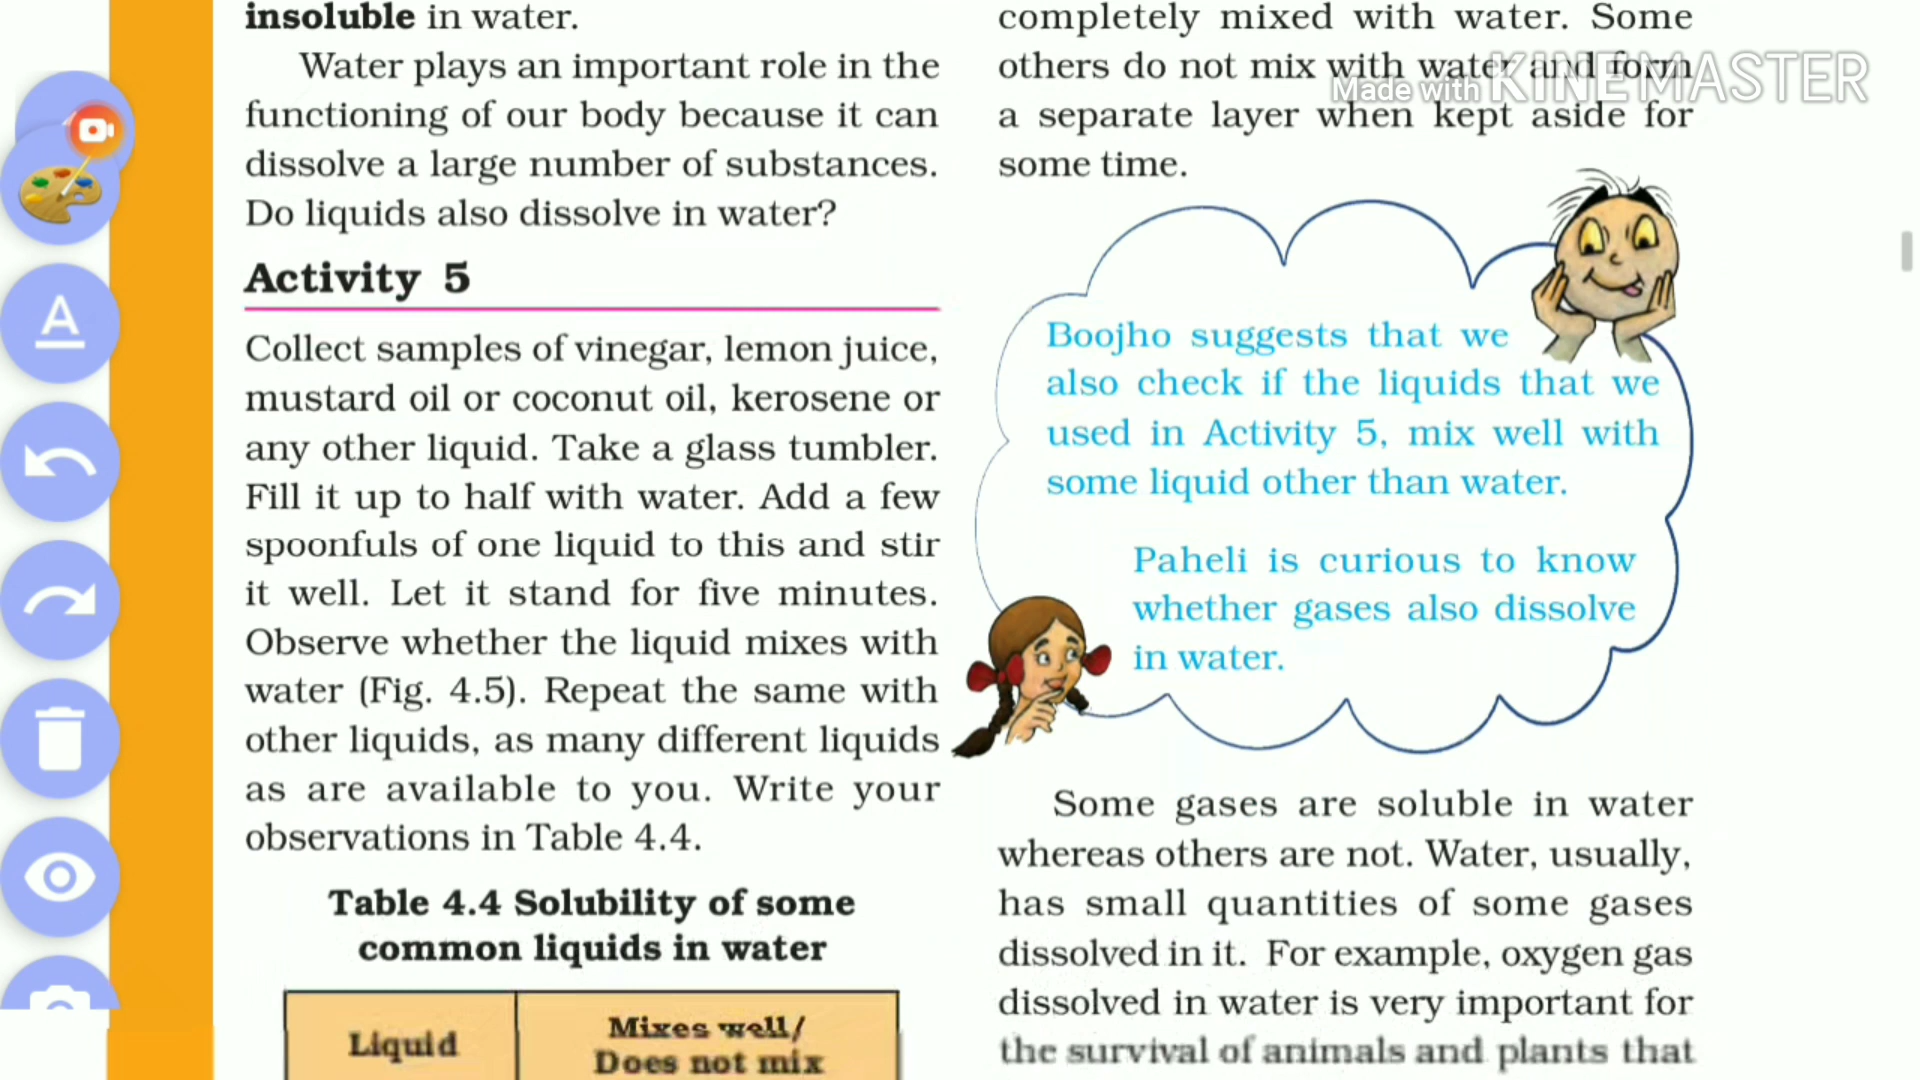 insoluble in water.
Water plays an important role in the
functioning of our body because it can
dissolve a large number of substances.
Do liquids also dissolve in water?
Activity 5
Collect samples of vinegar, lemon juice,
mustard oil or coconut oil, kerosene or
any other liquid. Take a glass tumbler.
Fill it up to half with water. Add a few
spoonfuls of one liquid to this and stir
it well. Let it stand for five minutes.
Observe whether the liquid mixes with
water (Fig. 4.5). Repeat the same with
other liquids, as many different liquids
as are available to you. Write your
observations in Table 4.4.
Table 4.4 Solubility of some
common liquids in water
Liquid
Mixes well/
Does not mix
completely mixed with water. Some
others do not mix with water and form
a separate layer when kept aside for
some time.
Made with KINEMASTER
Boojho suggests that we
also check if the liquids that we
used in Activity 5, mix well with
some liquid other than water.
Paheli is curious to know
whether gases also dissolve
in water.
Some gases are soluble in water
whereas others are not. Water, usually,
has small quantities of some gases
dissolved in it. For example, oxygen gas
dissolved in water is very important for
the survival of animals and plants that
A